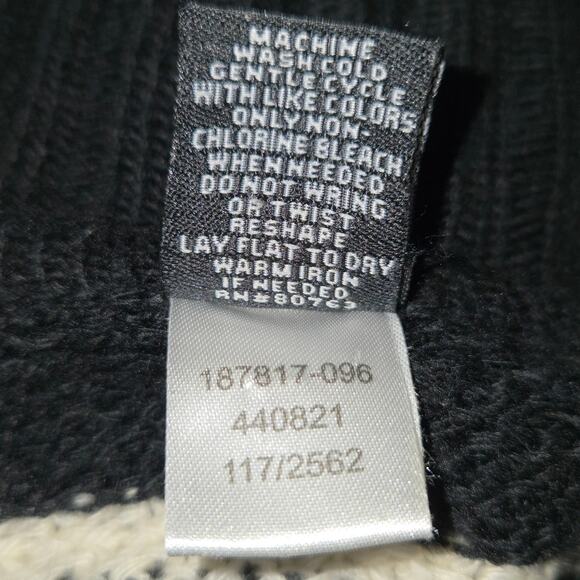 MACHINE
WASH COLD
GENTLE CYCLE
WITH LIKE COLORS
ONLY NON-
CHLORINE BLEACH
WHEN NEEDED
DO NOT WRING
OR TWIST
RESHAPE
LAY FLAT TO DRY
WARM IRON
IF NEEDED
RN#80763
187817-096
440821
117/2562